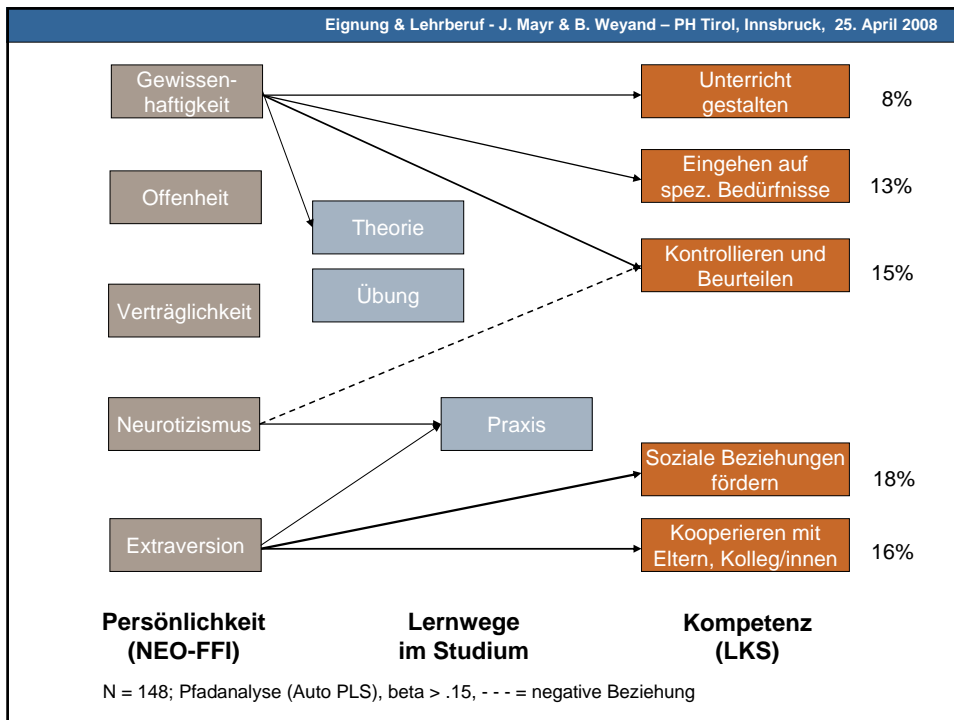 Eignung & Lehrberuf - J. Mayr & B. Weyand – PH Tirol, Innsbruck, 25. April 2008
Gewissen-
haftigkeit
Unterricht
gestalten
8%
Eingehen auf
spez. Bedürfnisse
13%
Offenheit
Theorie
Kontrollieren und
Beurteilen
15%
Übung
Verträglichkeit
Neurotizismus
Praxis
Soziale Beziehungen
fördern
18%
Extraversion
Kooperieren mit
Eltern, Kolleg/innen
16%
Persönlichkeit
(NEO-FFI)
Lernwege
im Studium
Kompetenz
(LKS)
N = 148; Pfadanalyse (Auto PLS), beta > .15, - - - = negative Beziehung